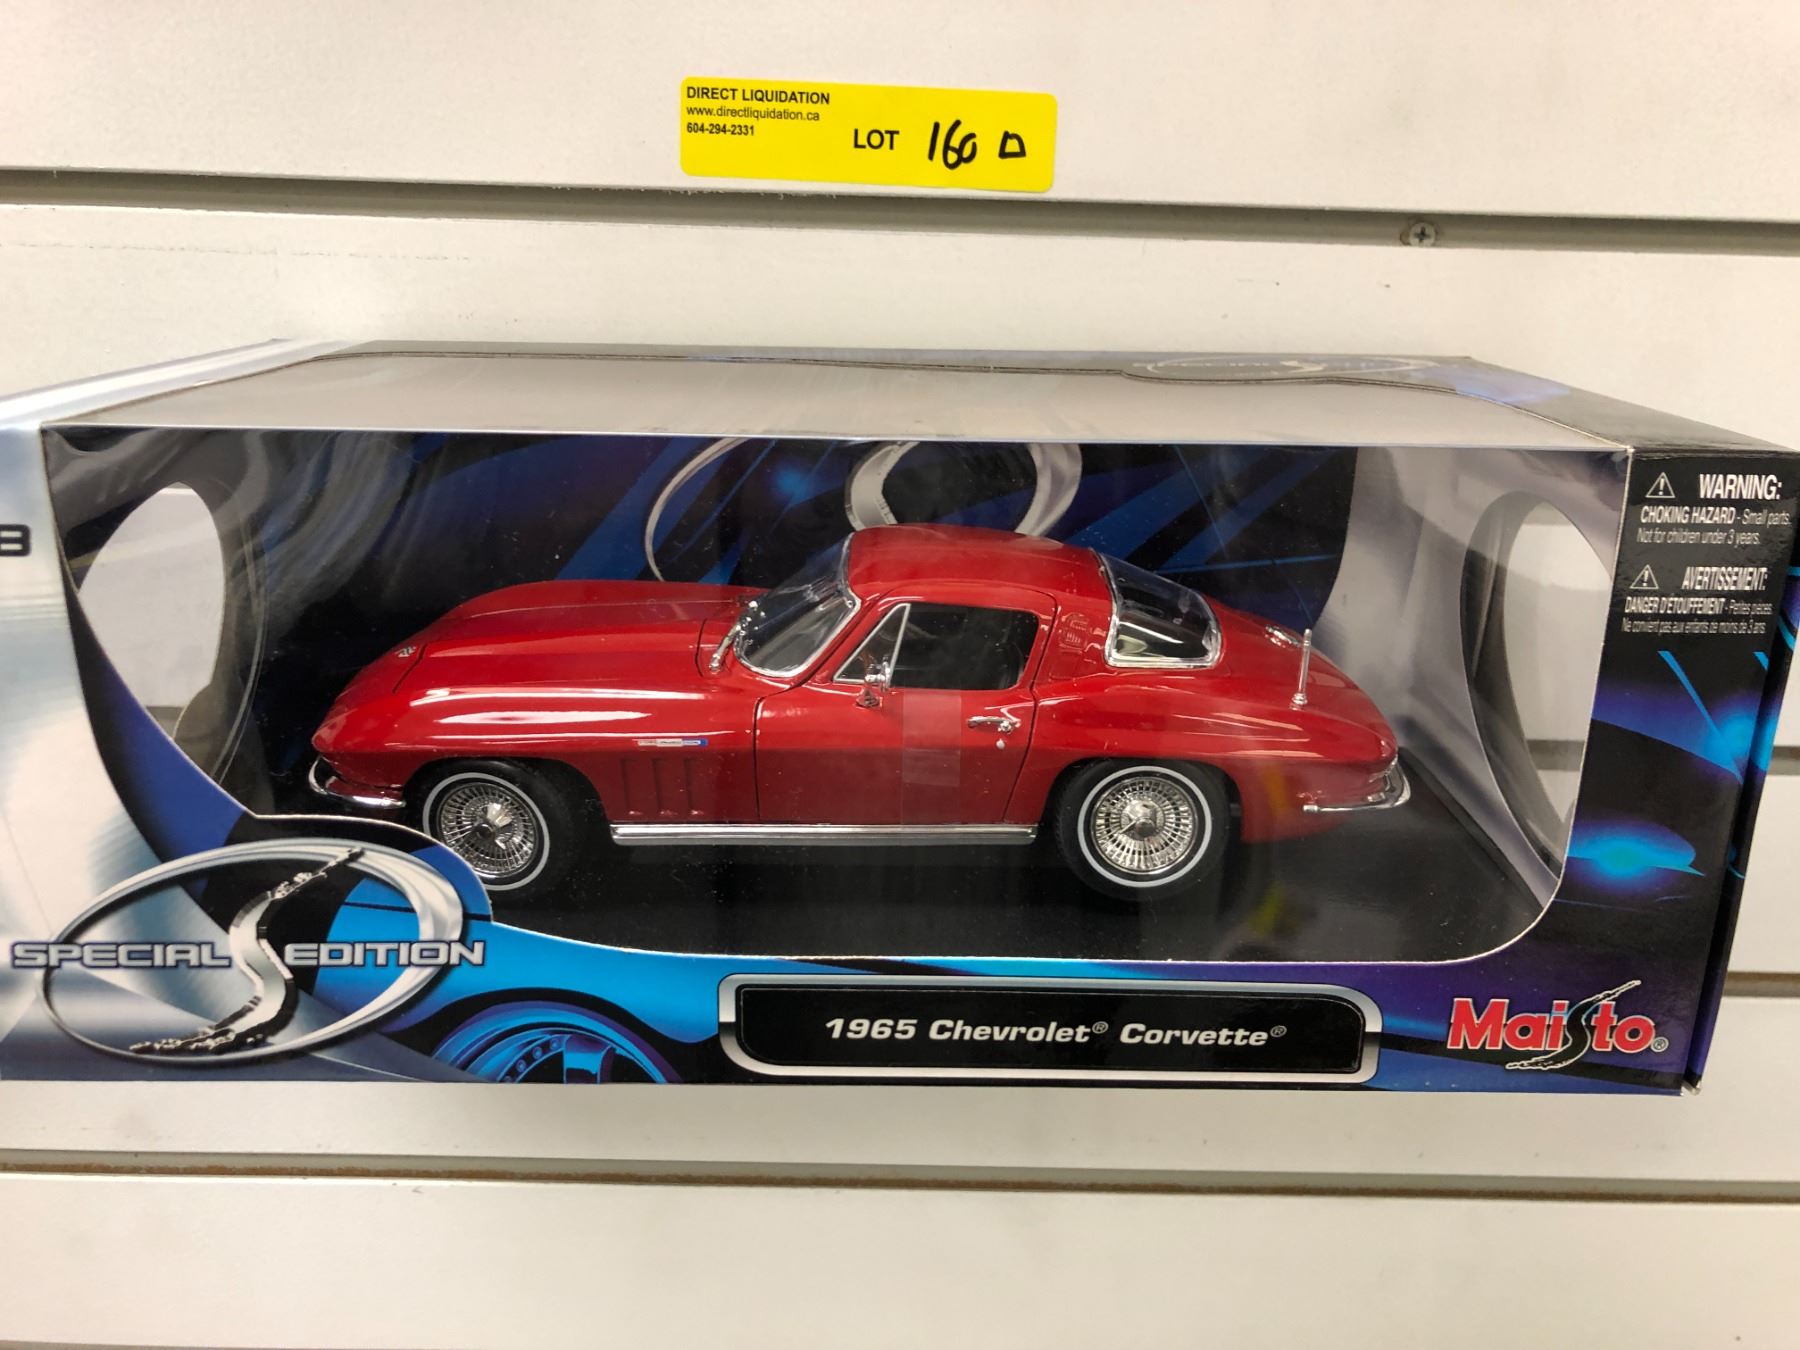 DIRECT LIQUIDATION
www.directliquidation.ca
604-294-2331
LOT 160 D
WARNING:
CHOKING HAZARD - Small parts.
Not for children under 3 years.
AVERTISSEMENT:
DANGER D'ÉTOUFFEMENT - Petites pièces.
Ne convient pas aux enfants de moins de 3 ans.
SPECIAL EDITION
1965 Chevrolet® Corvette®
Maisto®